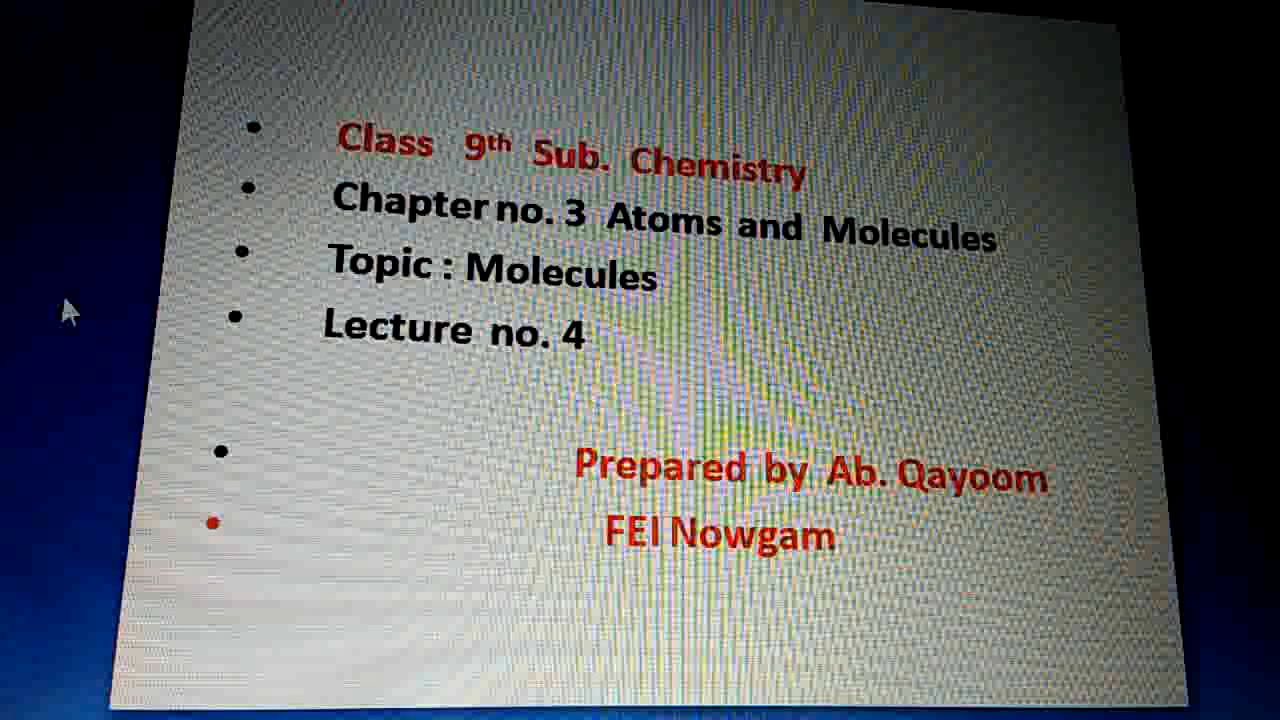 Class 9th Sub. Chemistry
Chapter no. 3 Atoms and Molecules
Topic : Molecules
Lecture no. 4
Prepared by Ab. Qayoom
FEI Nowgam